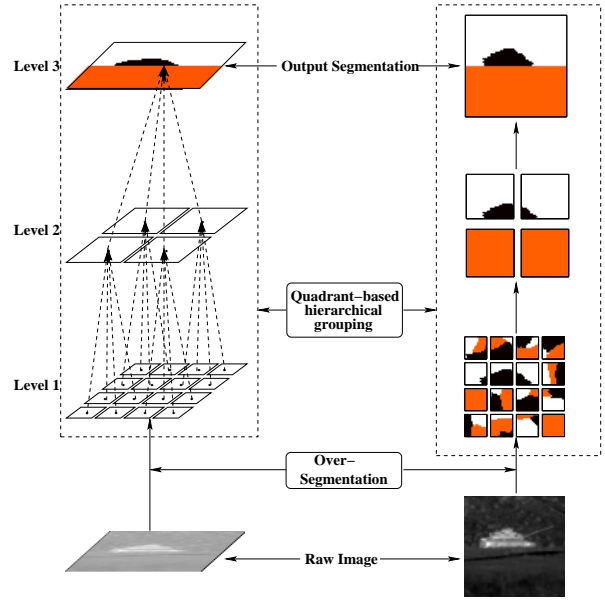 Level 3
Output Segmentation
Level 2
Quadrant−based
hierarchical
grouping
Level 1
Over−
Segmentation
Raw Image